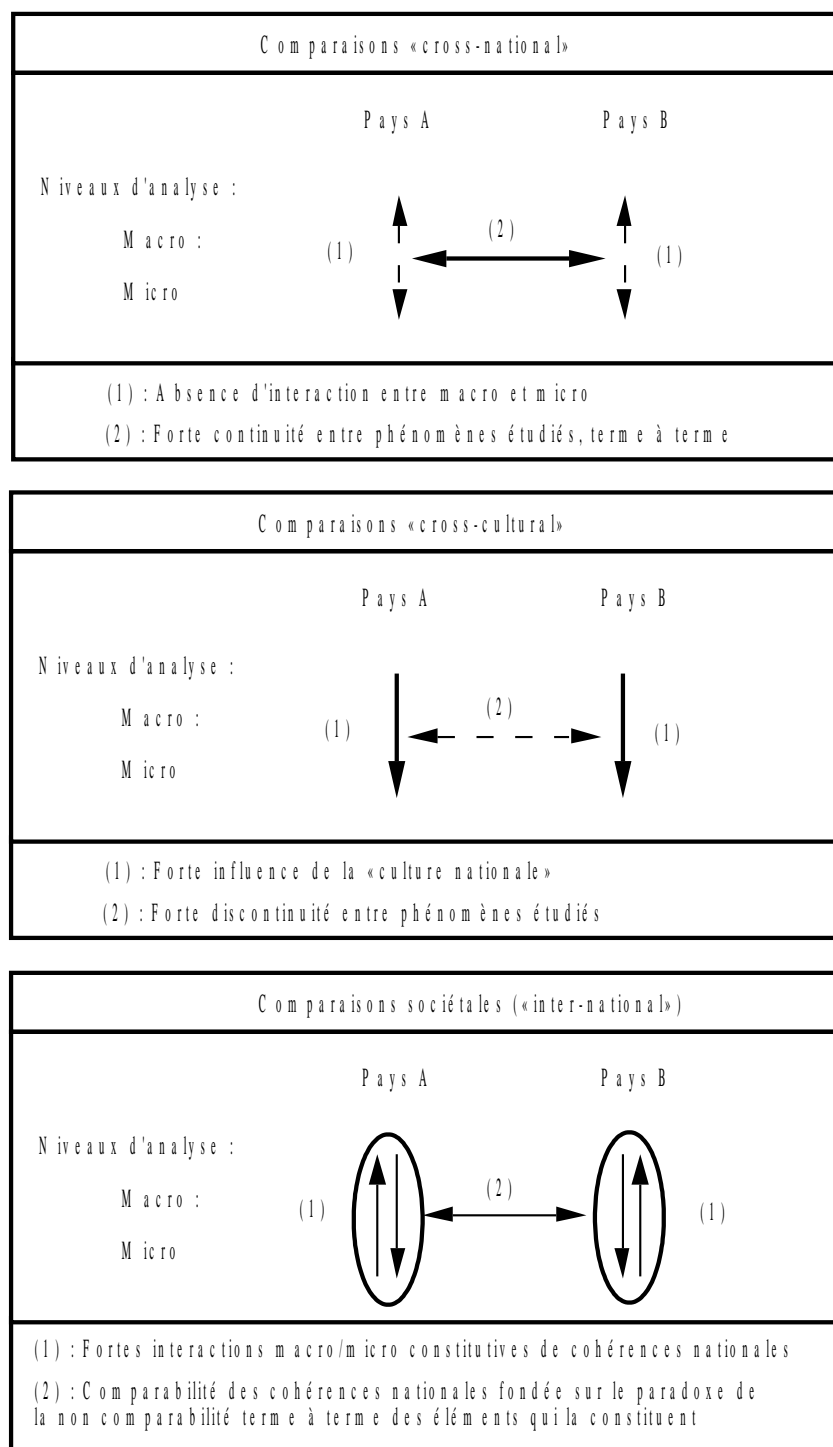 Comparaisons «cross-national»
Pays A Pays B
Niveaux d'analyse :
(2)
Macro : (1) (1)
Micro
(1) : Absence d'interaction entre macro et micro
(2) : Forte continuité entre phénomènes étudiés, terme à terme
Comparaisons «cross-cultural»
Pays A Pays B
Niveaux d'analyse :
(2)
Macro : (1) (1)
Micro
(1) : Forte influence de la «culture nationale»
(2) : Forte discontinuité entre phénomènes étudiés
Comparaisons sociétales («inter-national»)
Pays A Pays B
Niveaux d'analyse :
(2)
Macro : (1) (1)
Micro
(1) : Fortes interactions macro/micro constitutives de cohérences nationales
(2) : Comparabilité des cohérences nationales fondée sur le paradoxe de
la non comparabilité terme à terme des éléments qui la constituent